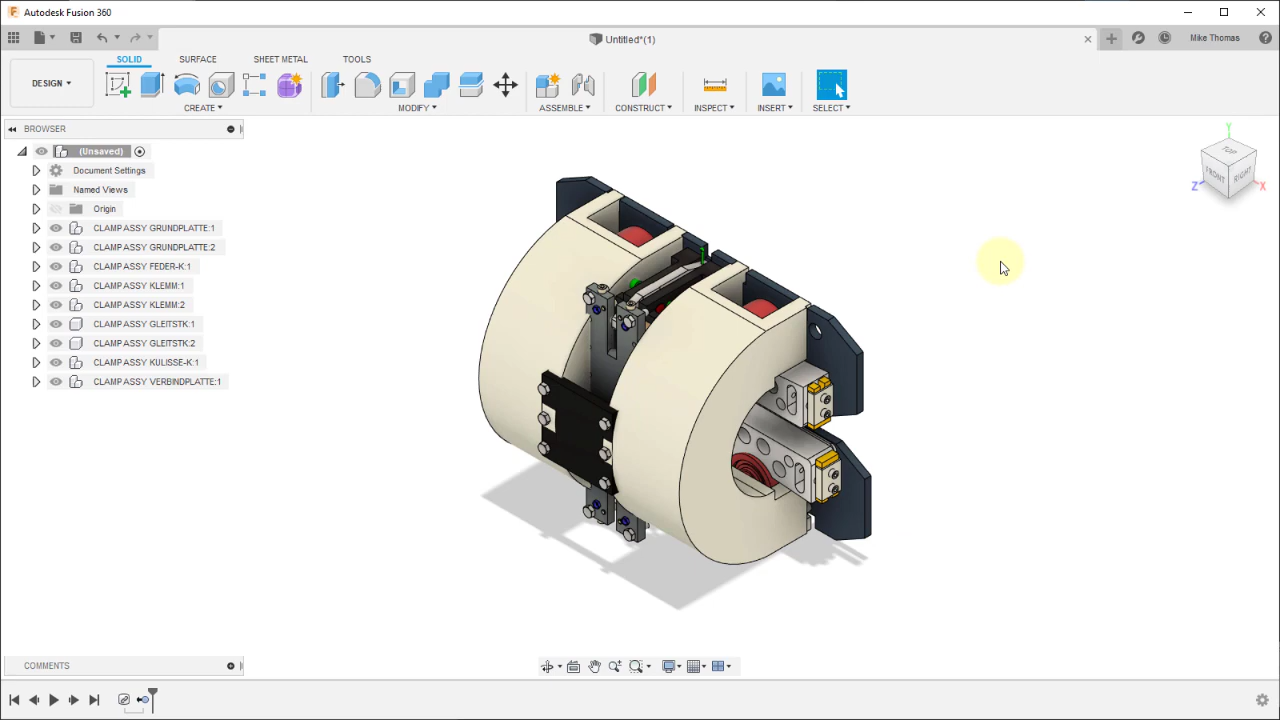 Autodesk Fusion 360
Untitled*(1)
Mike Thomas
SOLID SURFACE SHEET METAL TOOLS
DESIGN
CREATE MODIFY ASSEMBLE CONSTRUCT INSPECT INSERT SELECT
BROWSER
(Unsaved)
Document Settings
Named Views
Origin
CLAMP ASSY GRUNDPLATTE:1
CLAMP ASSY GRUNDPLATTE:2
CLAMP ASSY FEDER-K:1
CLAMP ASSY KLEMM:1
CLAMP ASSY KLEMM:2
CLAMP ASSY GLEITSTK:1
CLAMP ASSY GLEITSTK:2
CLAMP ASSY KULISSE-K:1
CLAMP ASSY VERBINDPLATTE:1
Y
TOP
FRONT
RIGHT
Z
X
COMMENTS